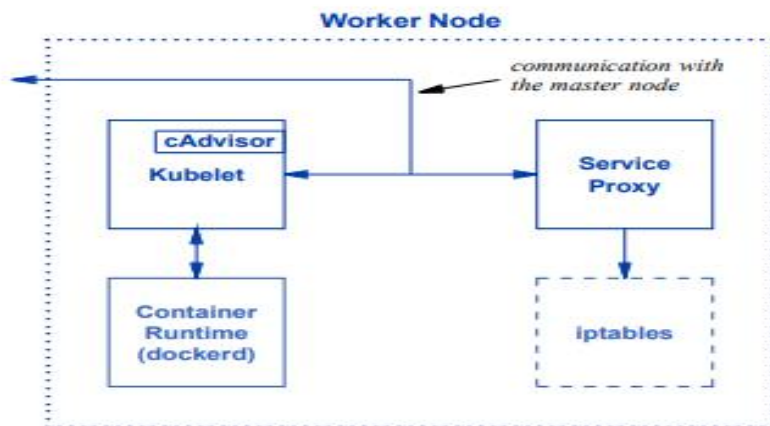 Worker Node
communication with
the master node
cAdvisor
Kubelet
Service
Proxy
Container
Runtime
(dockerd)
iptables